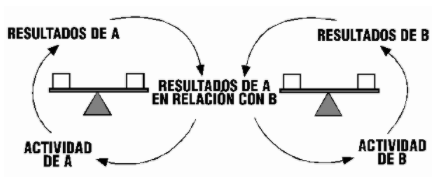 RESULTADOS DE A
RESULTADOS DE B
RESULTADOS DE A
EN RELACIÓN CON B
ACTIVIDAD
DE A
ACTIVIDAD
DE B